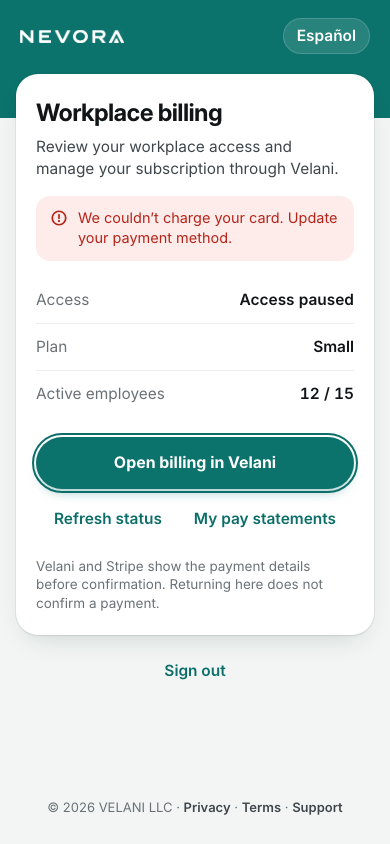 NEVORA
Español
Workplace billing
Review your workplace access and
manage your subscription through Velani.
We couldn’t charge your card. Update
your payment method.
Access Access paused
Plan Small
Active employees 12 / 15
Open billing in Velani
Refresh status My pay statements
Velani and Stripe show the payment details
before confirmation. Returning here does not
confirm a payment.
Sign out
© 2026 VELANI LLC · Privacy · Terms · Support